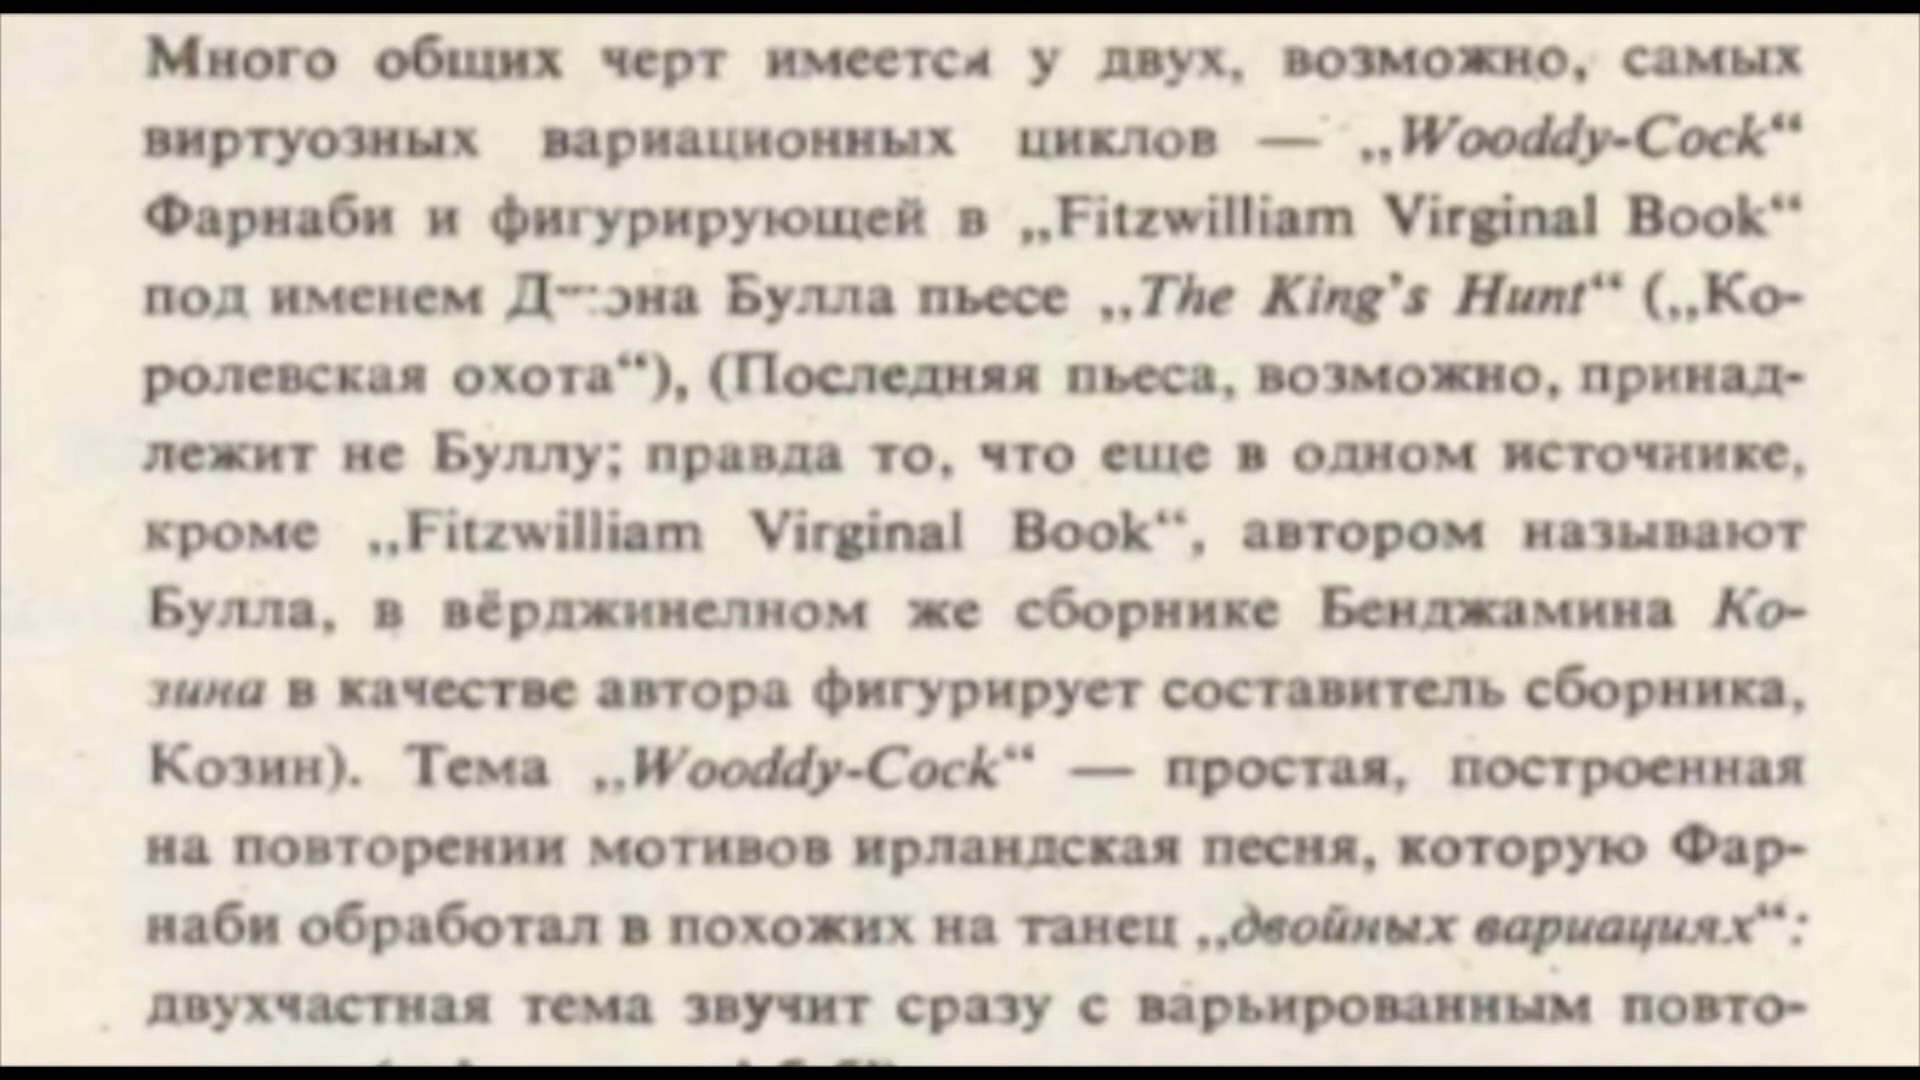 Много общих черт имеется у двух, возможно, самых
виртуозных вариационных циклов — „Wooddy-Cock“
Фарнаби и фигурирующей в „Fitzwilliam Virginal Book“
под именем Булла пьесе „The King’s Hunt“ („Ко-
ролевская охота“), (Последняя пьеса, возможно, принад-
лежит не Буллу; правда то, что еще в одном источнике,
кроме „Fitzwilliam Virginal Book“, автором называют
Булла, в вёрджинелном же сборнике Бенджамина Ко-
зина в качестве автора фигурирует составитель сборника,
Козин). Тема „Wooddy-Cock“ — простая, построенная
на повторении мотивов ирландская песня, которую Фар-
наби обработал в похожих на танец „двойных вариациях“:
двухчастная тема звучит сразу с варьированным повто-